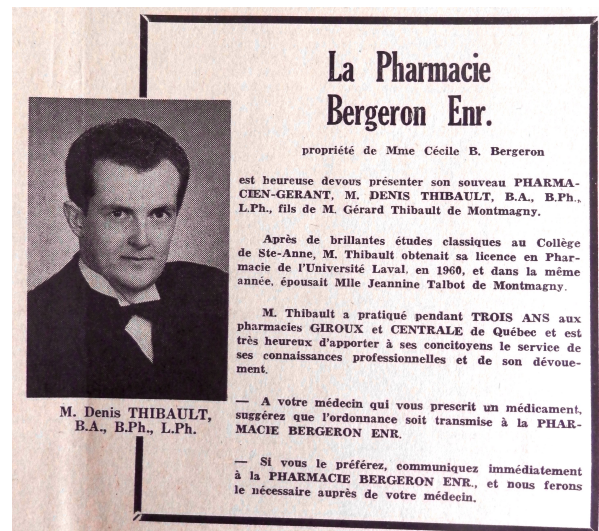 La Pharmacie
Bergeron Enr.
propriété de Mme Cécile B. Bergeron
est heureuse devous présenter son souveau PHARMA-
CIEN-GERANT, M. DENIS THIBAULT, B.A., B.Ph.,
L.Ph., fils de M. Gérard Thibault de Montmagny.
Après de brillantes études classiques au Collège
de Ste-Anne, M. Thibault obtenait sa licence en Phar-
macie de l'Université Laval, en 1960, et dans la même
année, épousait Mlle Jeannine Talbot de Montmagny.
M. Thibault a pratiqué pendant TROIS ANS aux
pharmacies GIROUX et CENTRALE de Québec et est
très heureux d'apporter à ses concitoyens le service de
ses connaissances professionnelles et de son dévoue-
ment.
— A votre médecin qui vous prescrit un médicament,
suggérez que l'ordonnance soit transmise à la PHAR-
MACIE BERGERON ENR.
— Si vous le préférez, communiquez immédiatement
à la PHARMACIE BERGERON ENR., et nous ferons
le nécessaire auprès de votre médecin.
M. Denis THIBAULT,
B.A., B.Ph., L.Ph.